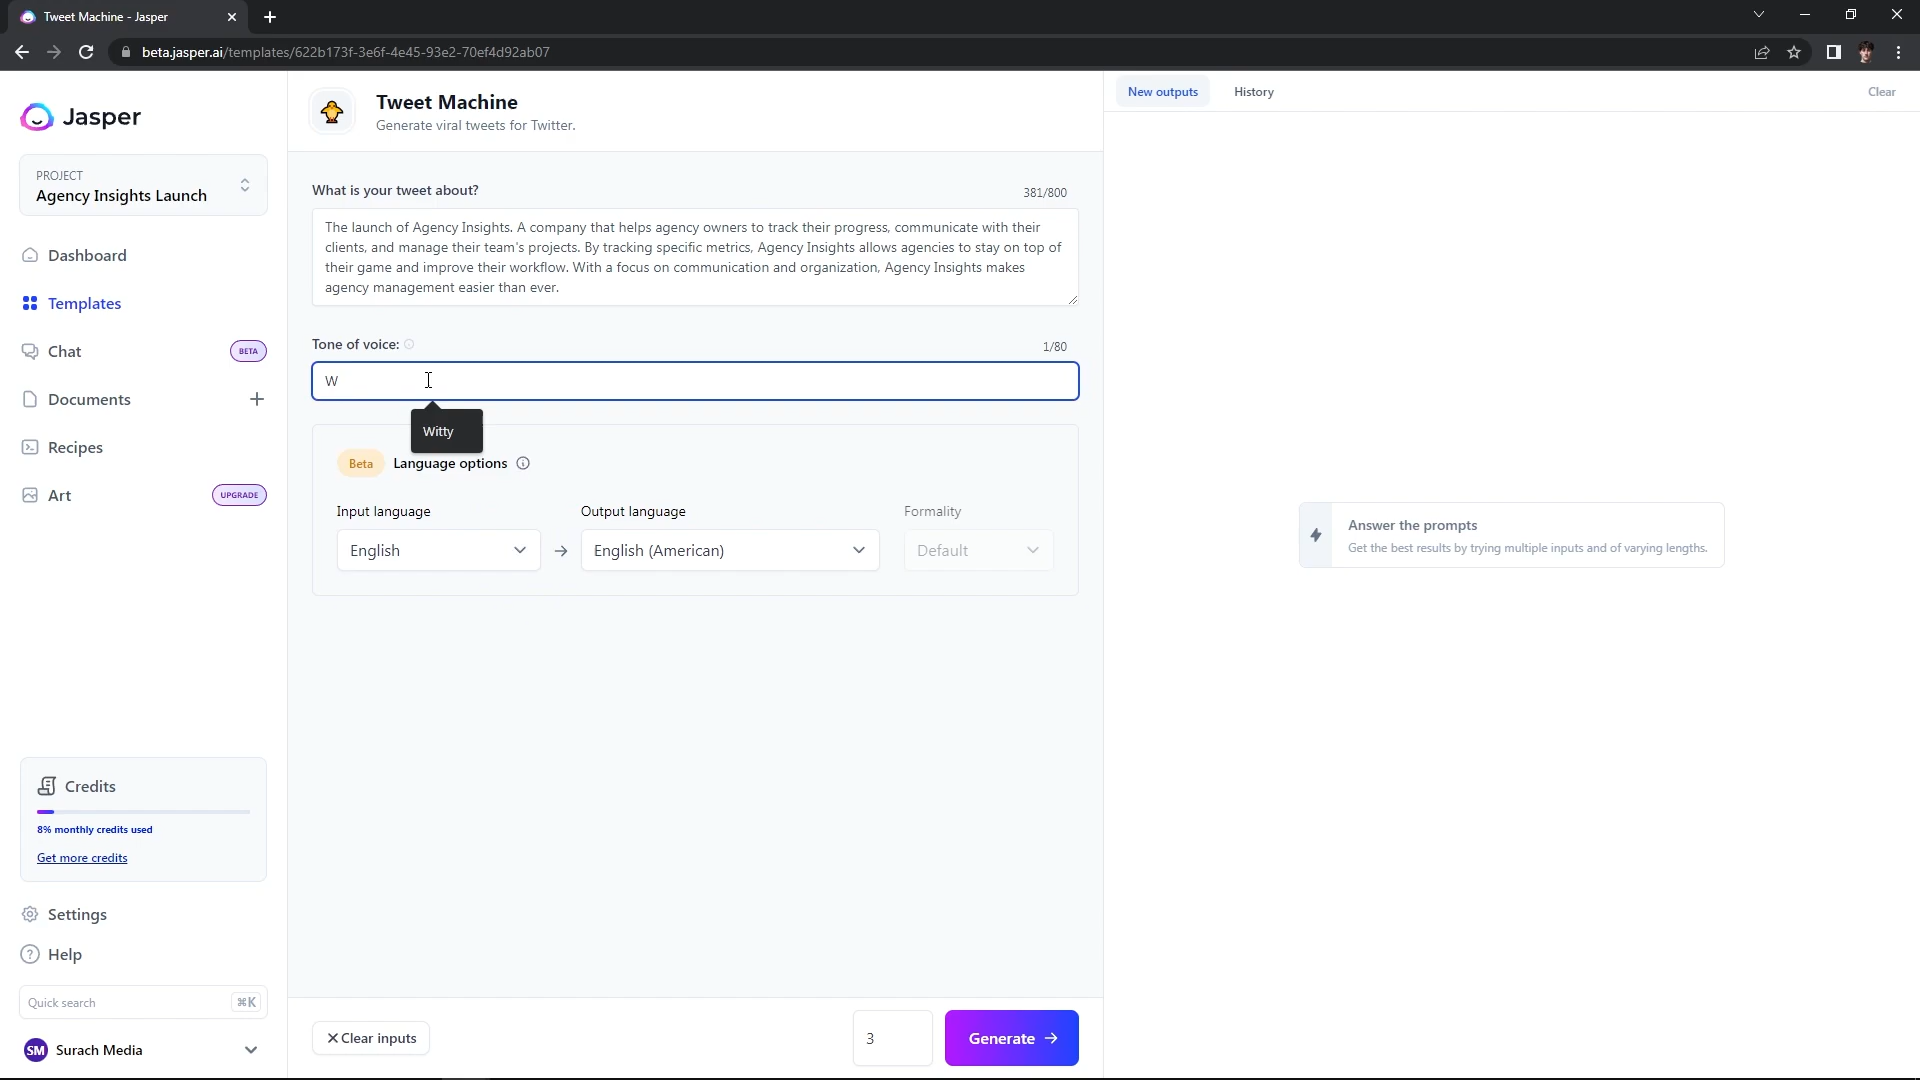 Tweet Machine - Jasper
beta.jasper.ai/templates/622b173f-3e6f-4e45-93e2-70ef4d92ab07
Jasper
PROJECT
Agency Insights Launch
Dashboard
Templates
Chat
BETA
Documents
Recipes
Art
UPGRADE
Credits
8% monthly credits used
Get more credits
Settings
Help
Quick search
⌘K
SM
Surach Media
Tweet Machine
Generate viral tweets for Twitter.
What is your tweet about?
381/800
The launch of Agency Insights. A company that helps agency owners to track their progress, communicate with their
clients, and manage their team's projects. By tracking specific metrics, Agency Insights allows agencies to stay on top of
their game and improve their workflow. With a focus on communication and organization, Agency Insights makes
agency management easier than ever.
Tone of voice:
1/80
W
Witty
Beta
Language options
Input language
Output language
Formality
English
English (American)
Default
Clear inputs
3
Generate
New outputs
History
Clear
Answer the prompts
Get the best results by trying multiple inputs and of varying lengths.